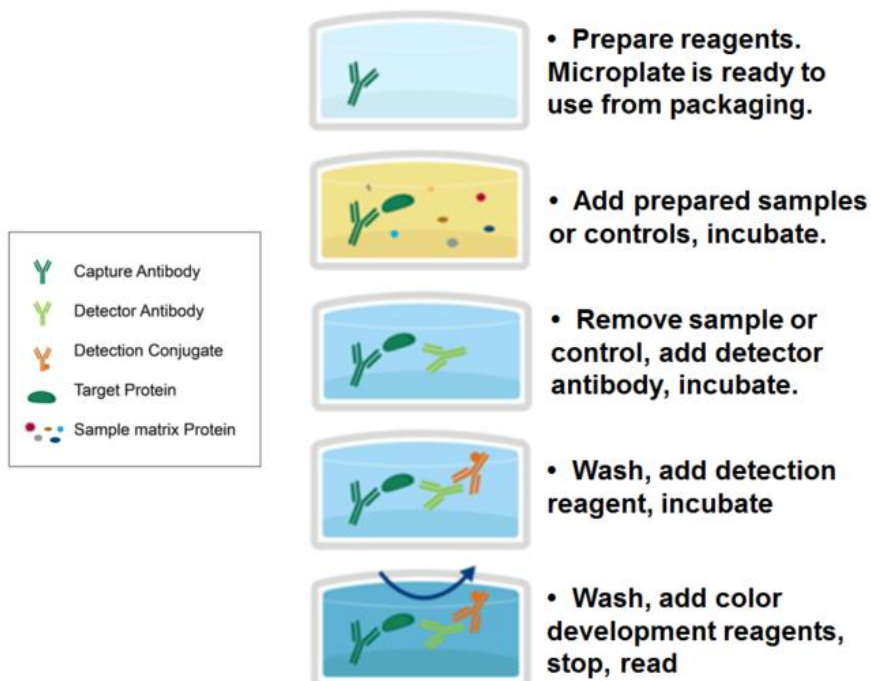 • Prepare reagents.
Microplate is ready to
use from packaging.
• Add prepared samples
or controls, incubate.
Capture Antibody
Detector Antibody
Detection Conjugate
Target Protein
Sample matrix Protein
• Remove sample or
control, add detector
antibody, incubate.
• Wash, add detection
reagent, incubate
• Wash, add color
development reagents,
stop, read